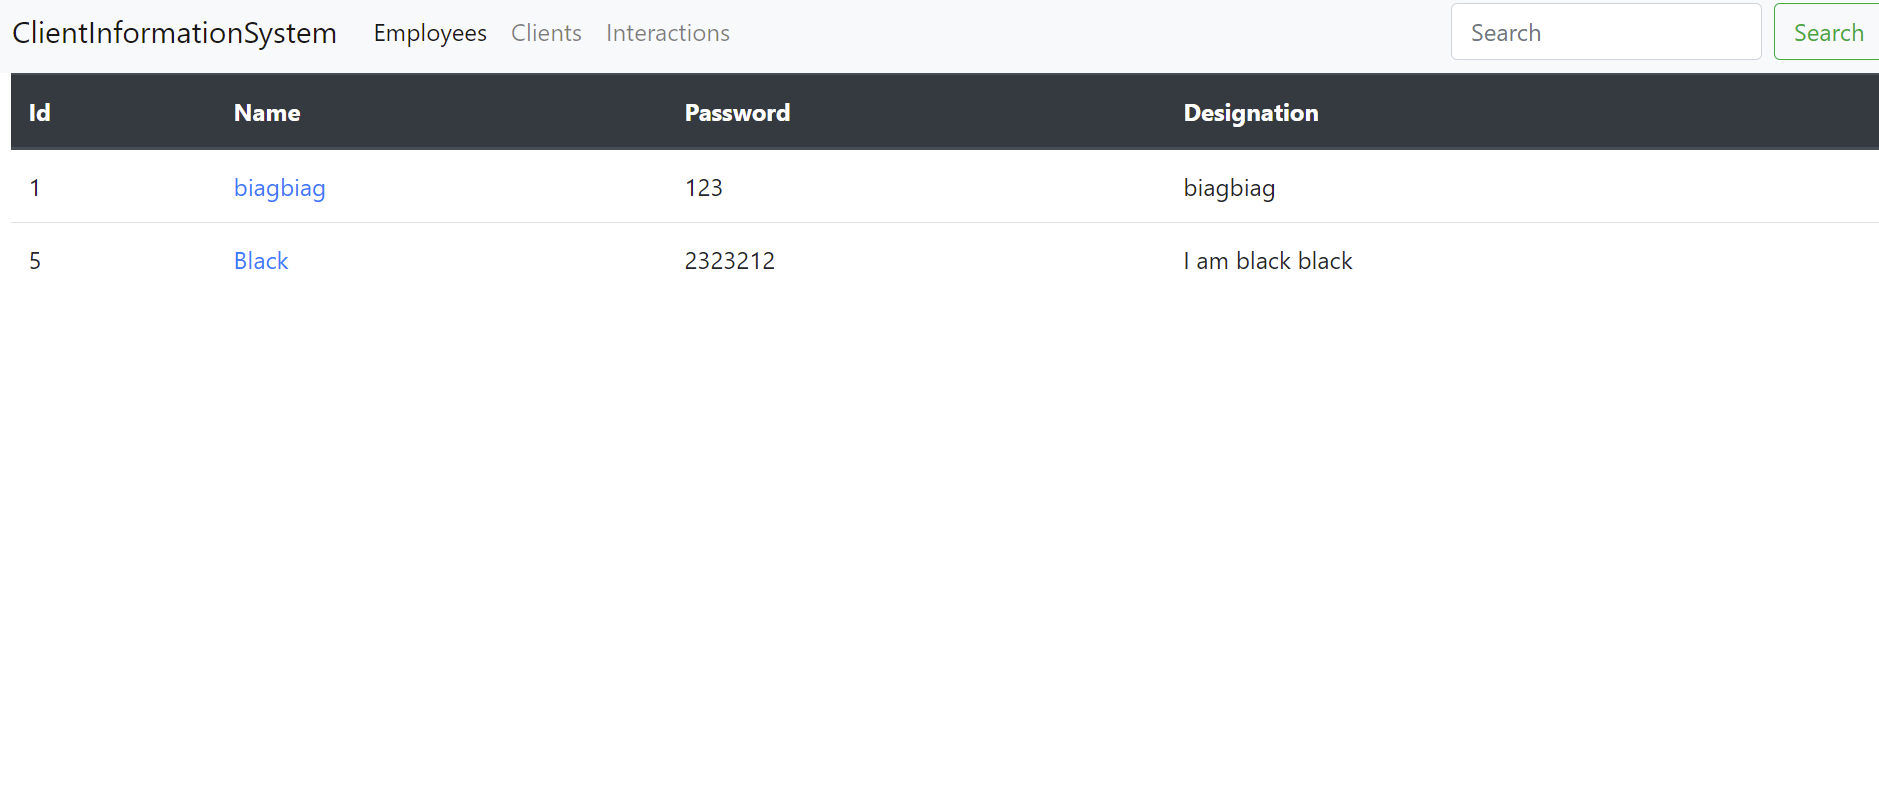 ClientInformationSystem Employees Clients Interactions Search Search
Id Name Password Designation
1 biagbiag 123 biagbiag
5 Black 2323212 I am black black